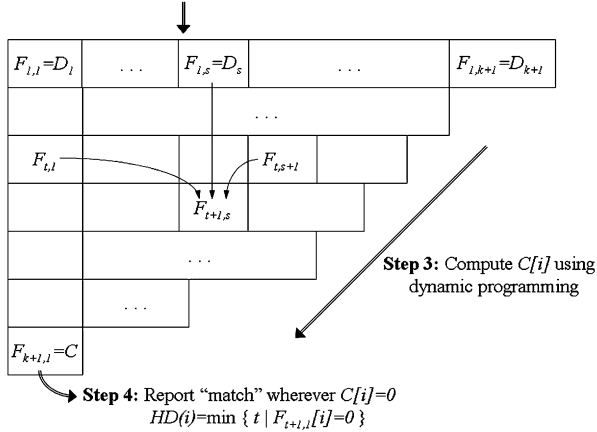 F1,1=D1 . . . F1,s=Ds . . . F1,k+1=Dk+1
. . .
Ft,1 Ft,s+1
Ft+1,s
. . .
Step 3: Compute C[i] using
dynamic programming
. . .
Fk+1,1=C
Step 4: Report “match” wherever C[i]=0
HD(i)=min { t | Ft+1,1[i]=0 }